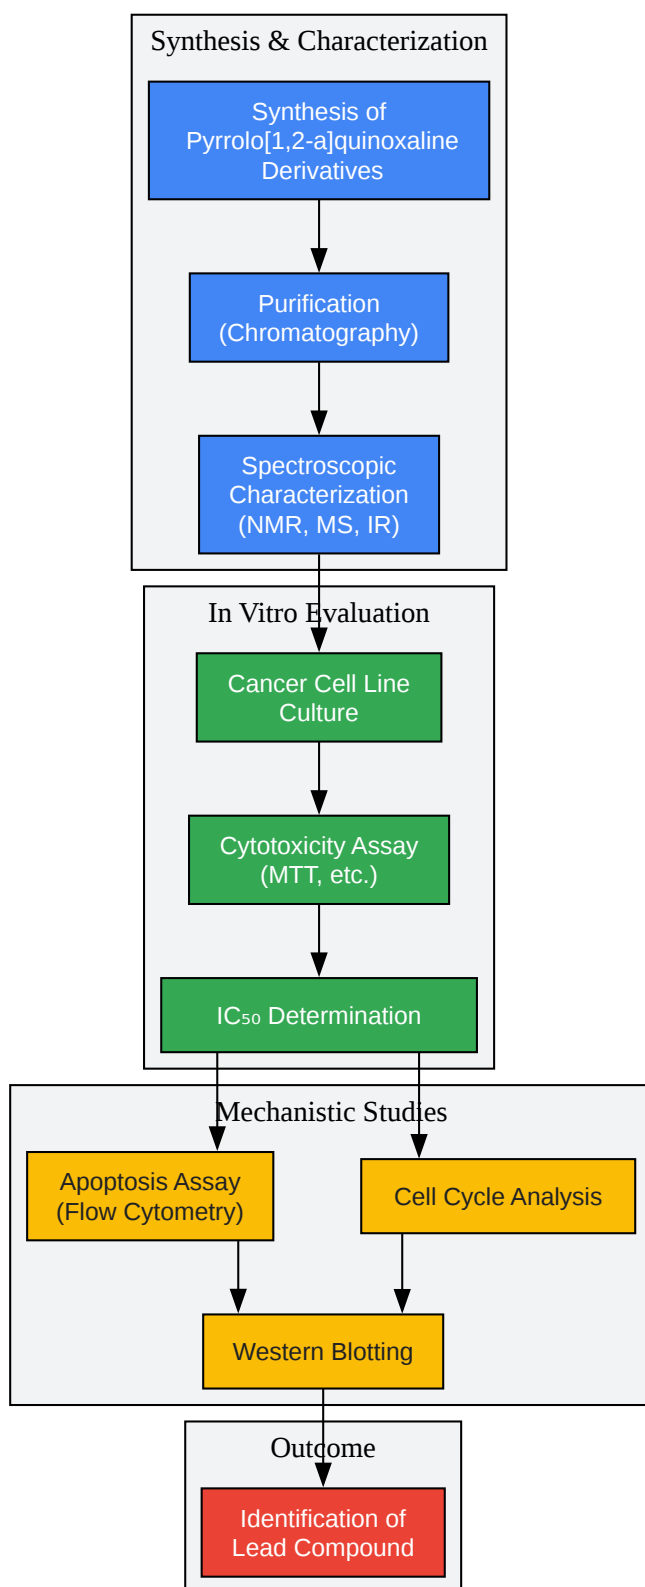 Synthesis & Characterization
Synthesis of
Pyrrolo[1,2-a]quinoxaline
Derivatives
Purification
(Chromatography)
Spectroscopic
Characterization
(NMR, MS, IR)
In Vitro Evaluation
Cancer Cell Line
Culture
Cytotoxicity Assay
(MTT, etc.)
IC₅₀ Determination
Mechanistic Studies
Apoptosis Assay
(Flow Cytometry)
Cell Cycle Analysis
Western Blotting
Outcome
Identification of
Lead Compound